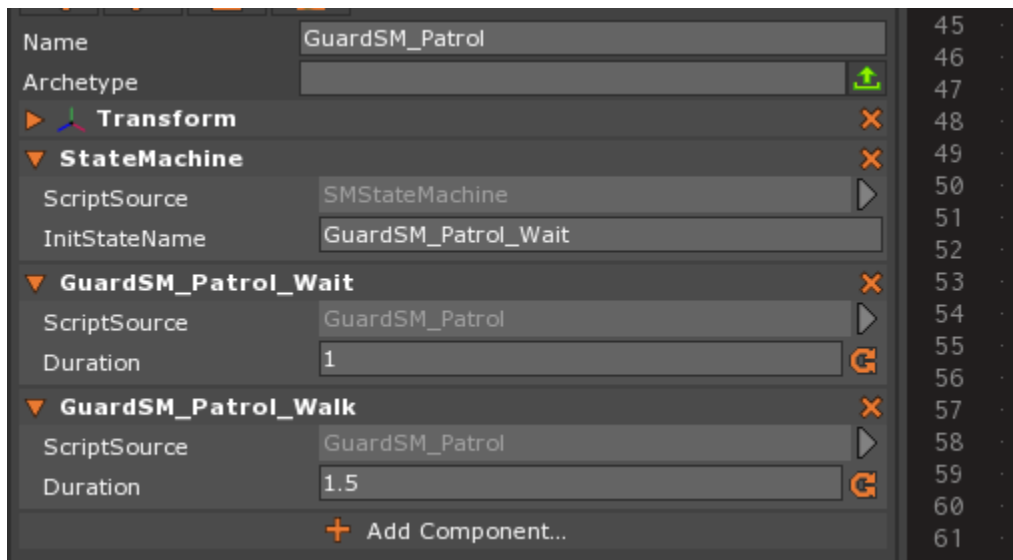 Name GuardSM_Patrol
Archetype
Transform
StateMachine
ScriptSource SMStateMachine
InitStateName GuardSM_Patrol_Wait
GuardSM_Patrol_Wait
ScriptSource GuardSM_Patrol
Duration 1
GuardSM_Patrol_Walk
ScriptSource GuardSM_Patrol
Duration 1.5
Add Component...
45
46
47
48
49
50
51
52
53
54
55
56
57
58
59
60
61